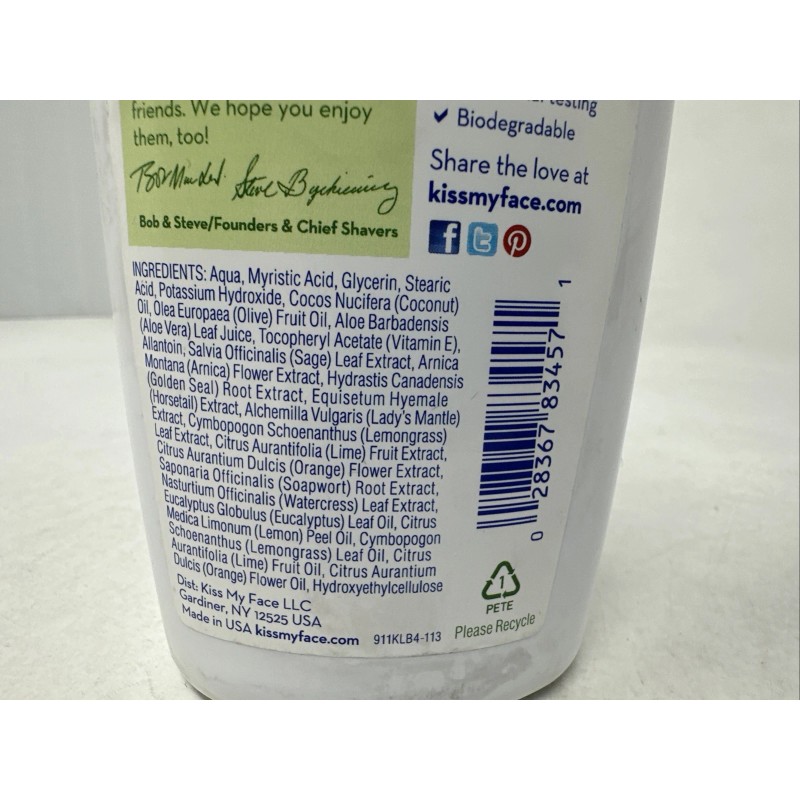 friends. We hope you enjoy
them, too!
Bob & Steve/Founders & Chief Shavers
testing
✓ Biodegradable
Share the love at
kissmyface.com
INGREDIENTS: Aqua, Myristic Acid, Glycerin, Stearic
Acid, Potassium Hydroxide, Cocos Nucifera (Coconut)
Oil, Olea Europaea (Olive) Fruit Oil, Aloe Barbadensis
(Aloe Vera) Leaf Juice, Tocopheryl Acetate (Vitamin E),
Allantoin, Salvia Officinalis (Sage) Leaf Extract, Arnica
Montana (Arnica) Flower Extract, Hydrastis Canadensis
(Golden Seal) Root Extract, Equisetum Hyemale
(Horsetail) Extract, Alchemilla Vulgaris (Lady's Mantle)
Extract, Cymbopogon Schoenanthus (Lemongrass)
Leaf Extract, Citrus Aurantifolia (Lime) Fruit Extract,
Citrus Aurantium Dulcis (Orange) Flower Extract,
Saponaria Officinalis (Soapwort) Root Extract,
Nasturtium Officinalis (Watercress) Leaf Extract,
Eucalyptus Globulus (Eucalyptus) Leaf Oil, Citrus
Medica Limonum (Lemon) Peel Oil, Cymbopogon
Schoenanthus (Lemongrass) Leaf Oil, Citrus
Aurantifolia (Lime) Fruit Oil, Citrus Aurantium
Dulcis (Orange) Flower Oil, Hydroxyethylcellulose
Dist: Kiss My Face LLC
Gardiner, NY 12525 USA
Made in USA kissmyface.com
911KLB4-113
0 28367 83457 1
1
PETE
Please Recycle